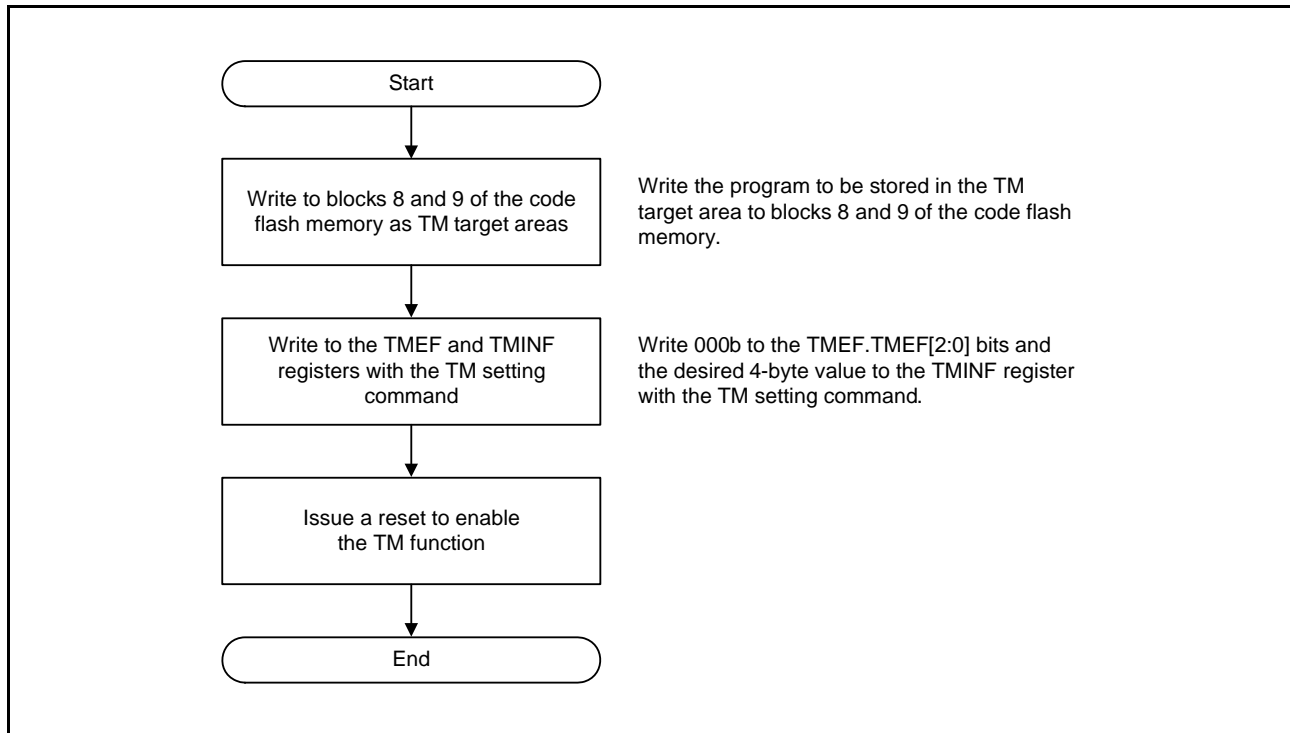 Start
Write to blocks 8 and 9 of the code
flash memory as TM target areas
Write the program to be stored in the TM
target area to blocks 8 and 9 of the code flash
memory.
Write to the TMEF and TMINF
registers with the TM setting
command
Write 000b to the TMEF.TMEF[2:0] bits and
the desired 4-byte value to the TMINF register
with the TM setting command.
Issue a reset to enable
the TM function
End